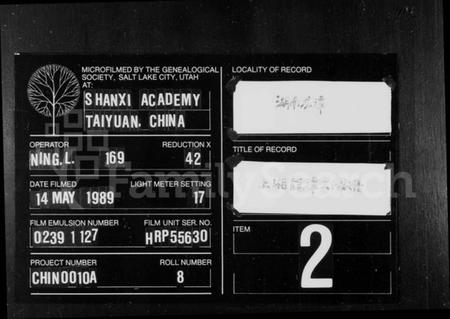 MICROFILMED BY THE GENEALOGICAL
SOCIETY, SALT LAKE CITY, UTAH
AT:
SHANXI ACADEMY
TAIYUAN, CHINA
OPERATOR
REDUCTION X
NING.L. 169
42
DATE FILMED
LIGHT METER SETTING
14 MAY 1989
17
FILM EMULSION NUMBER
FILM UNIT SER. NO.
0239 1127
HRP55630
PROJECT NUMBER
ROLL NUMBER
CHIN0010A
8
LOCALITY OF RECORD
TITLE OF RECORD
ITEM
2
FamilySearch